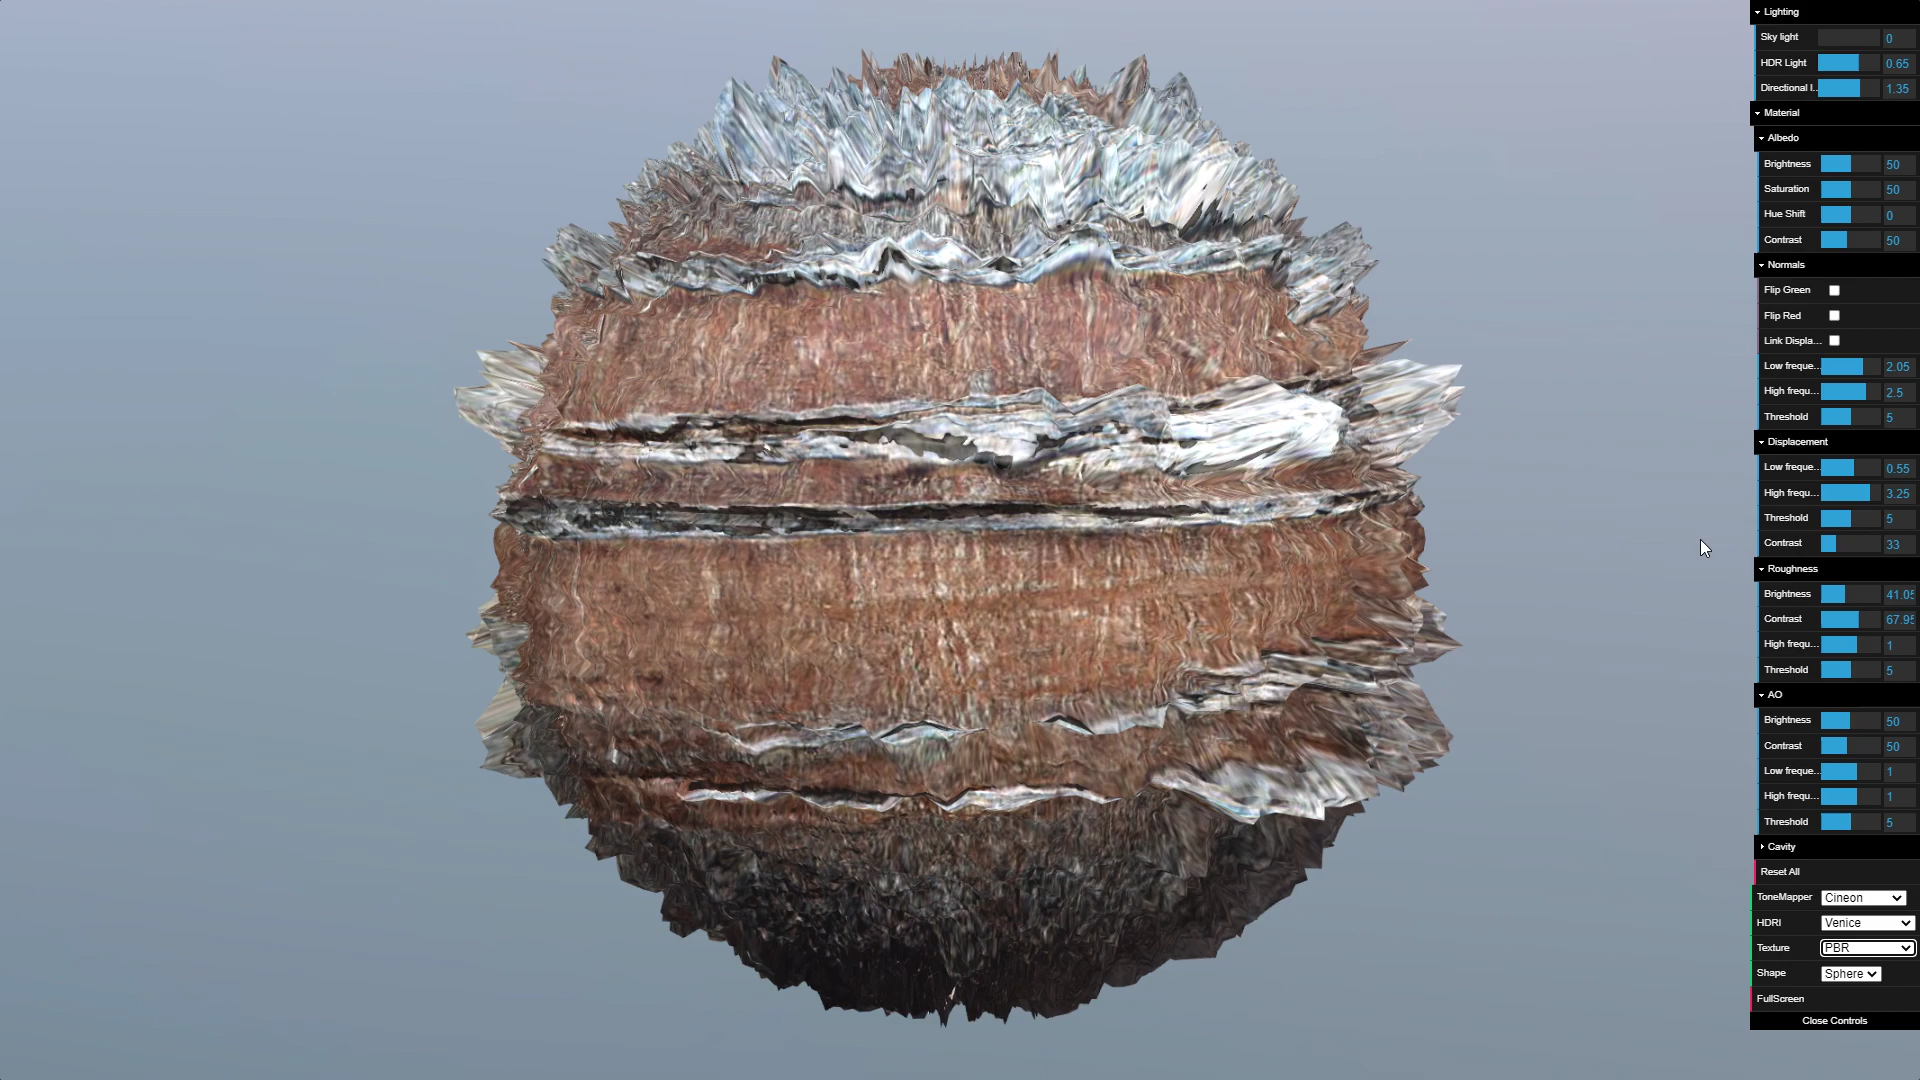 Lighting
Sky light 0
HDR Light 0.65
Directional l.. 1.35
Material
Albedo
Brightness 50
Saturation 50
Hue Shift 0
Contrast 50
Normals
Flip Green
Flip Red
Link Displa...
Low freque... 2.05
High frequ... 2.5
Threshold 5
Displacement
Low freque... 0.55
High frequ... 3.25
Threshold 5
Contrast 33
Roughness
Brightness 41.05
Contrast 67.95
High frequ... 1
Threshold 5
AO
Brightness 50
Contrast 50
Low freque... 1
High frequ... 1
Threshold 5
Cavity
Reset All
ToneMapper Cineon
HDRI Venice
Texture PBR
Shape Sphere
FullScreen
Close Controls